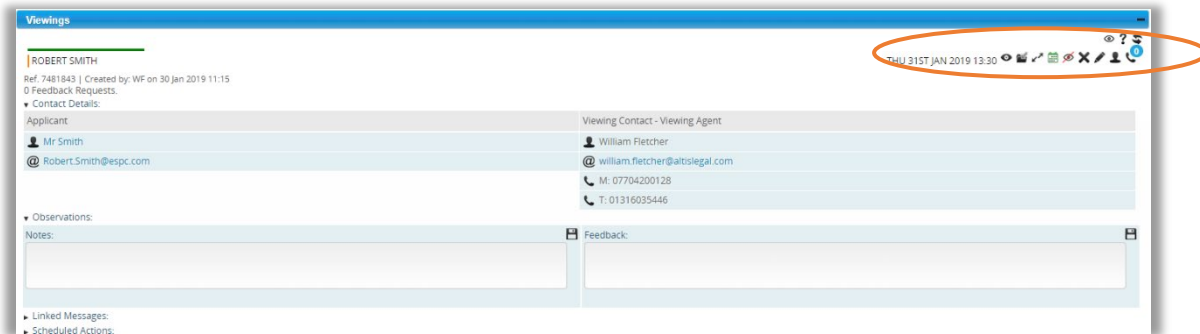 Viewings
?
ROBERT SMITH
THU 31ST JAN 2019 13:30
0
Ref. 7481843 | Created by: WF on 30 Jan 2019 11:15
0 Feedback Requests.
Contact Details:
Applicant
Viewing Contact - Viewing Agent
Mr Smith
William Fletcher
@ Robert.Smith@espc.com
@ william.fletcher@altislegal.com
M: 07704200128
T: 01316035446
Observations:
Notes:
Feedback:
Linked Messages:
Scheduled Actions: